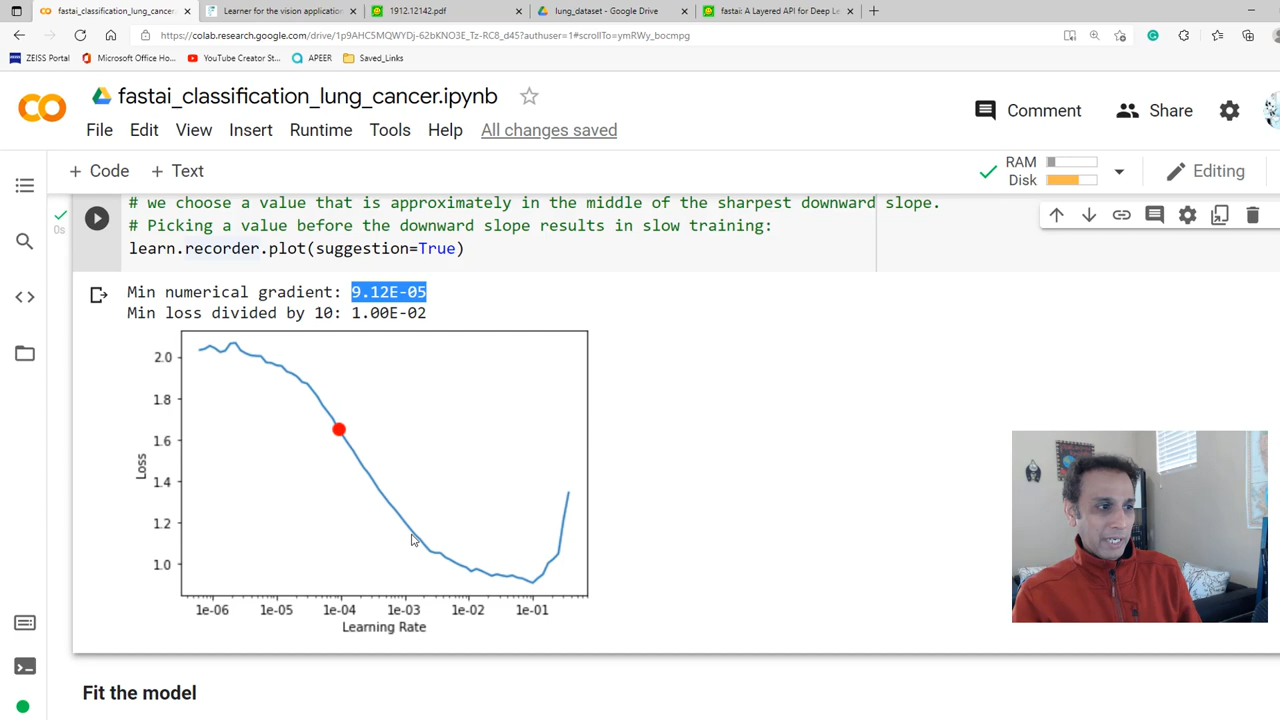 fastai_classification_lung_cancer
Learner for the vision application
1912.12142.pdf
lung_dataset - Google Drive
fastai: A Layered API for Deep Le
https://colab.research.google.com/drive/1p9AHC5MQWYDj-62bKNO3E_Tz-RC8_d45?authuser=1#scrollTo=ymRWy_bocmpg
ZEISS Portal
Microsoft Office Ho...
YouTube Creator St...
APEER
Saved_Links
fastai_classification_lung_cancer.ipynb
Comment
Share
File Edit View Insert Runtime Tools Help All changes saved
+ Code + Text
RAM
Disk
Editing
# we choose a value that is approximately in the middle of the sharpest downward slope.
# Picking a value before the downward slope results in slow training:
learn.recorder.plot(suggestion=True)
0s
Min numerical gradient: 9.12E-05
Min loss divided by 10: 1.00E-02
2.0
1.8
1.6
1.4
1.2
1.0
Loss
1e-06 1e-05 1e-04 1e-03 1e-02 1e-01
Learning Rate
Fit the model